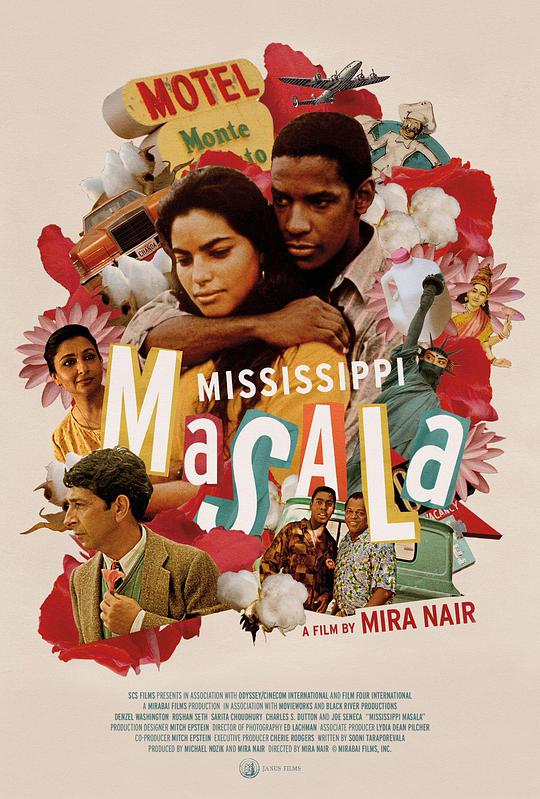 MOTEL
Monte
to
MISSISSIPPI
MaSALa
VACANCY
A FILM BY MIRA NAIR
SCS FILMS PRESENTS IN ASSOCIATION WITH ODYSSEY/CINECOM INTERNATIONAL AND FILM FOUR INTERNATIONAL
A MIRABAI FILMS PRODUCTION IN ASSOCIATION WITH MOVIEWORKS AND BLACK RIVER PRODUCTIONS
DENZEL WASHINGTON ROSHAN SETH SARITA CHOUDHURY CHARLES S. DUTTON AND JOE SENECA "MISSISSIPPI MASALA"
PRODUCTION DESIGNER MITCH EPSTEIN DIRECTOR OF PHOTOGRAPHY ED LACHMAN ASSOCIATE PRODUCER LYDIA DEAN PILCHER
CO-PRODUCER MITCH EPSTEIN EXECUTIVE PRODUCER CHERIE RODGERS WRITTEN BY SOONI TARAPOREVALA
PRODUCED BY MICHAEL NOZIK AND MIRA NAIR DIRECTED BY MIRA NAIR © MIRABAI FILMS, INC.
JANUS FILMS